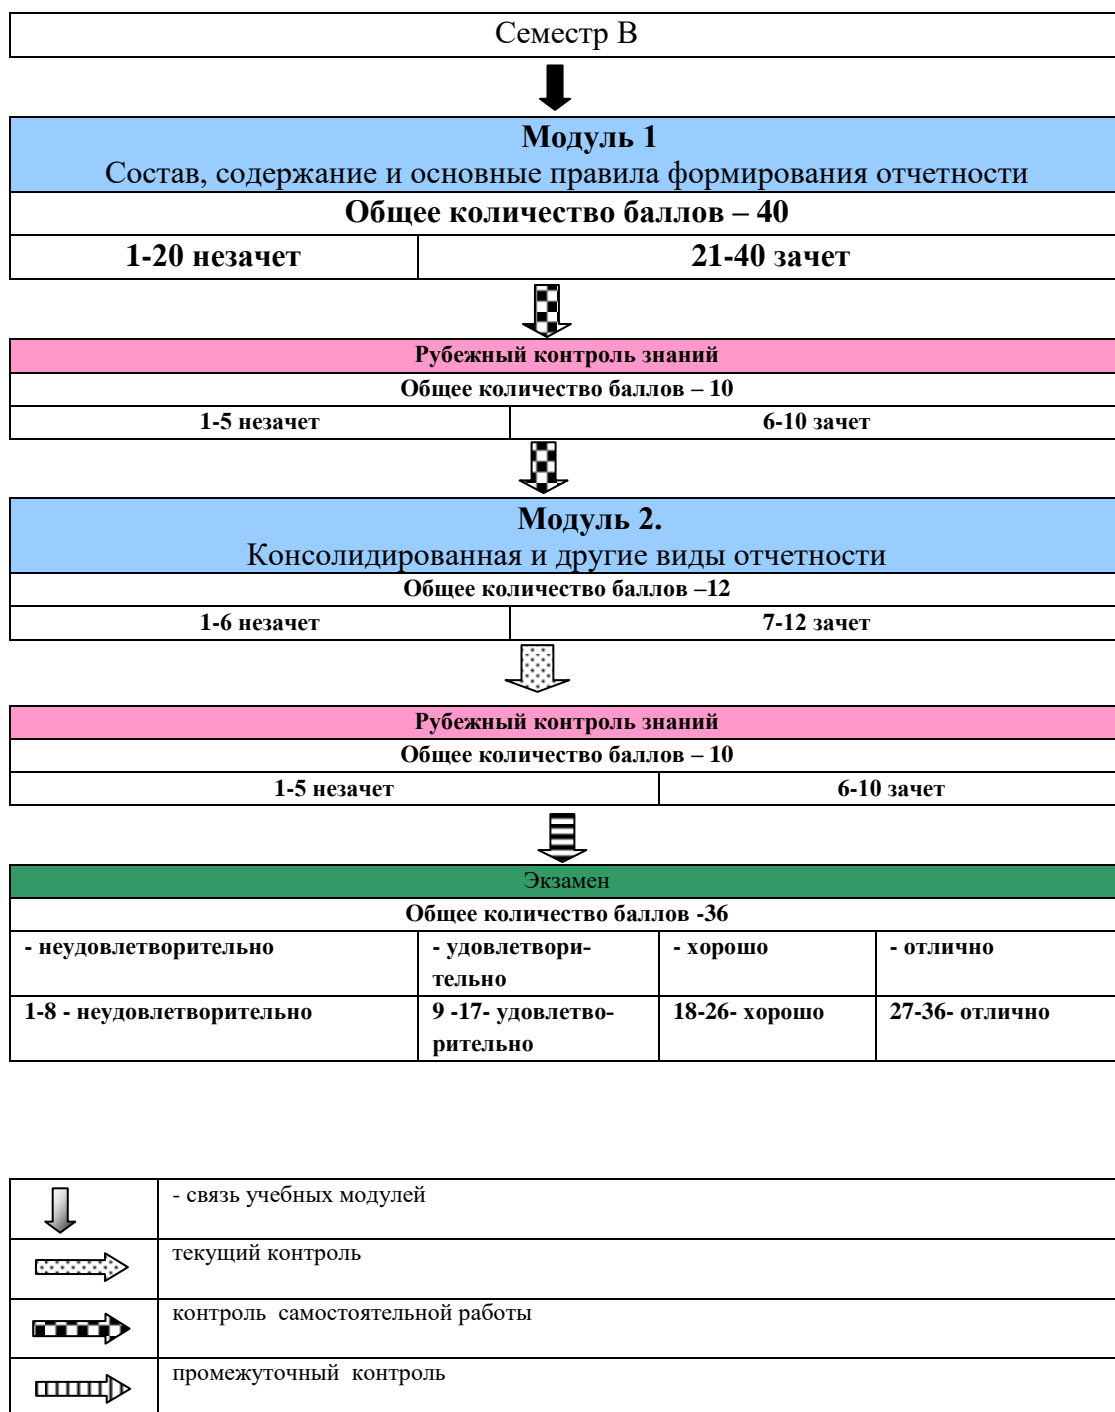 Семестр В
Модуль 1
Состав, содержание и основные правила формирования отчетности
Общее количество баллов – 40
1-20 незачет
21-40 зачет
Рубежный контроль знаний
Общее количество баллов – 10
1-5 незачет
6-10 зачет
Модуль 2.
Консолидированная и другие виды отчетности
Общее количество баллов –12
1-6 незачет
7-12 зачет
Рубежный контроль знаний
Общее количество баллов – 10
1-5 незачет
6-10 зачет
Экзамен
Общее количество баллов -36
- неудовлетворительно
- удовлетвори-
тельно
- хорошо
- отлично
1-8 - неудовлетворительно
9 -17- удовлетво-
рительно
18-26- хорошо
27-36- отлично
- связь учебных модулей
текущий контроль
контроль  самостоятельной работы
промежуточный  контроль